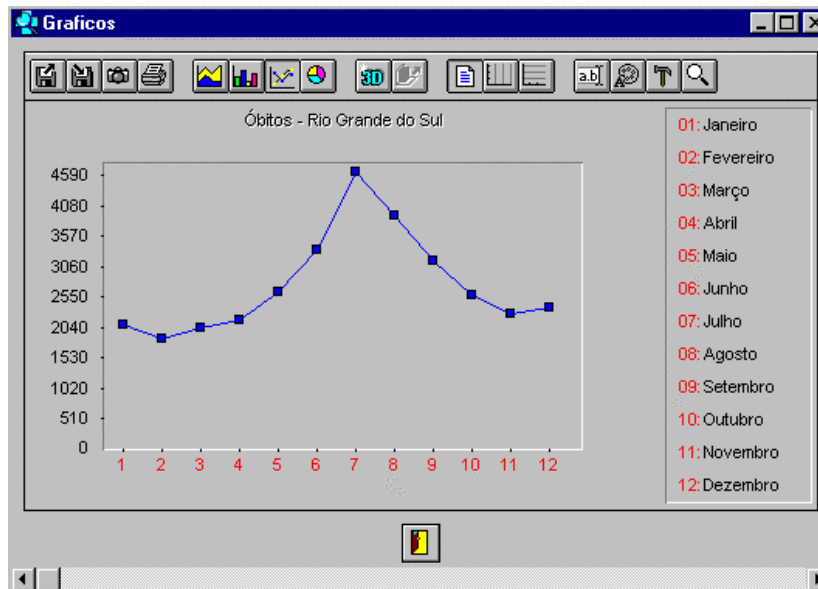 Graficos
3D a.b
Óbitos - Rio Grande do Sul
4590
4080
3570
3060
2550
2040
1530
1020
510
0
1 2 3 4 5 6 7 8 9 10 11 12
01: Janeiro
02: Fevereiro
03: Março
04: Abril
05: Maio
06: Junho
07: Julho
08: Agosto
09: Setembro
10: Outubro
11: Novembro
12: Dezembro